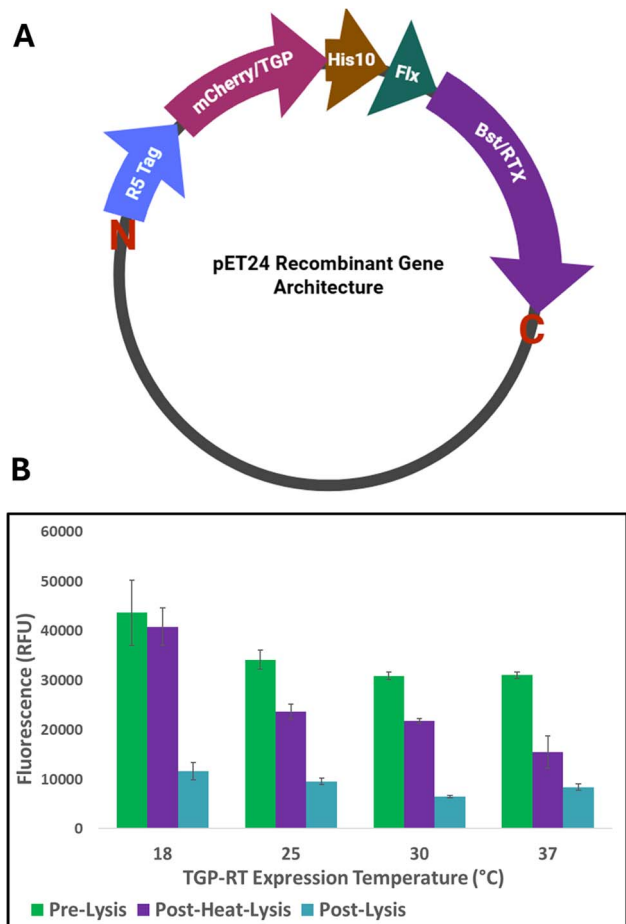 A
mCherry/TGP
His10
Flx
R5 Tag
Bst/RTX
N
pET24 Recombinant Gene
Architecture
C
B
60000
50000
40000
30000
20000
10000
0
Fluorescence (RFU)
18 25 30 37
TGP-RT Expression Temperature (°C)
Pre-Lysis Post-Heat-Lysis Post-Lysis